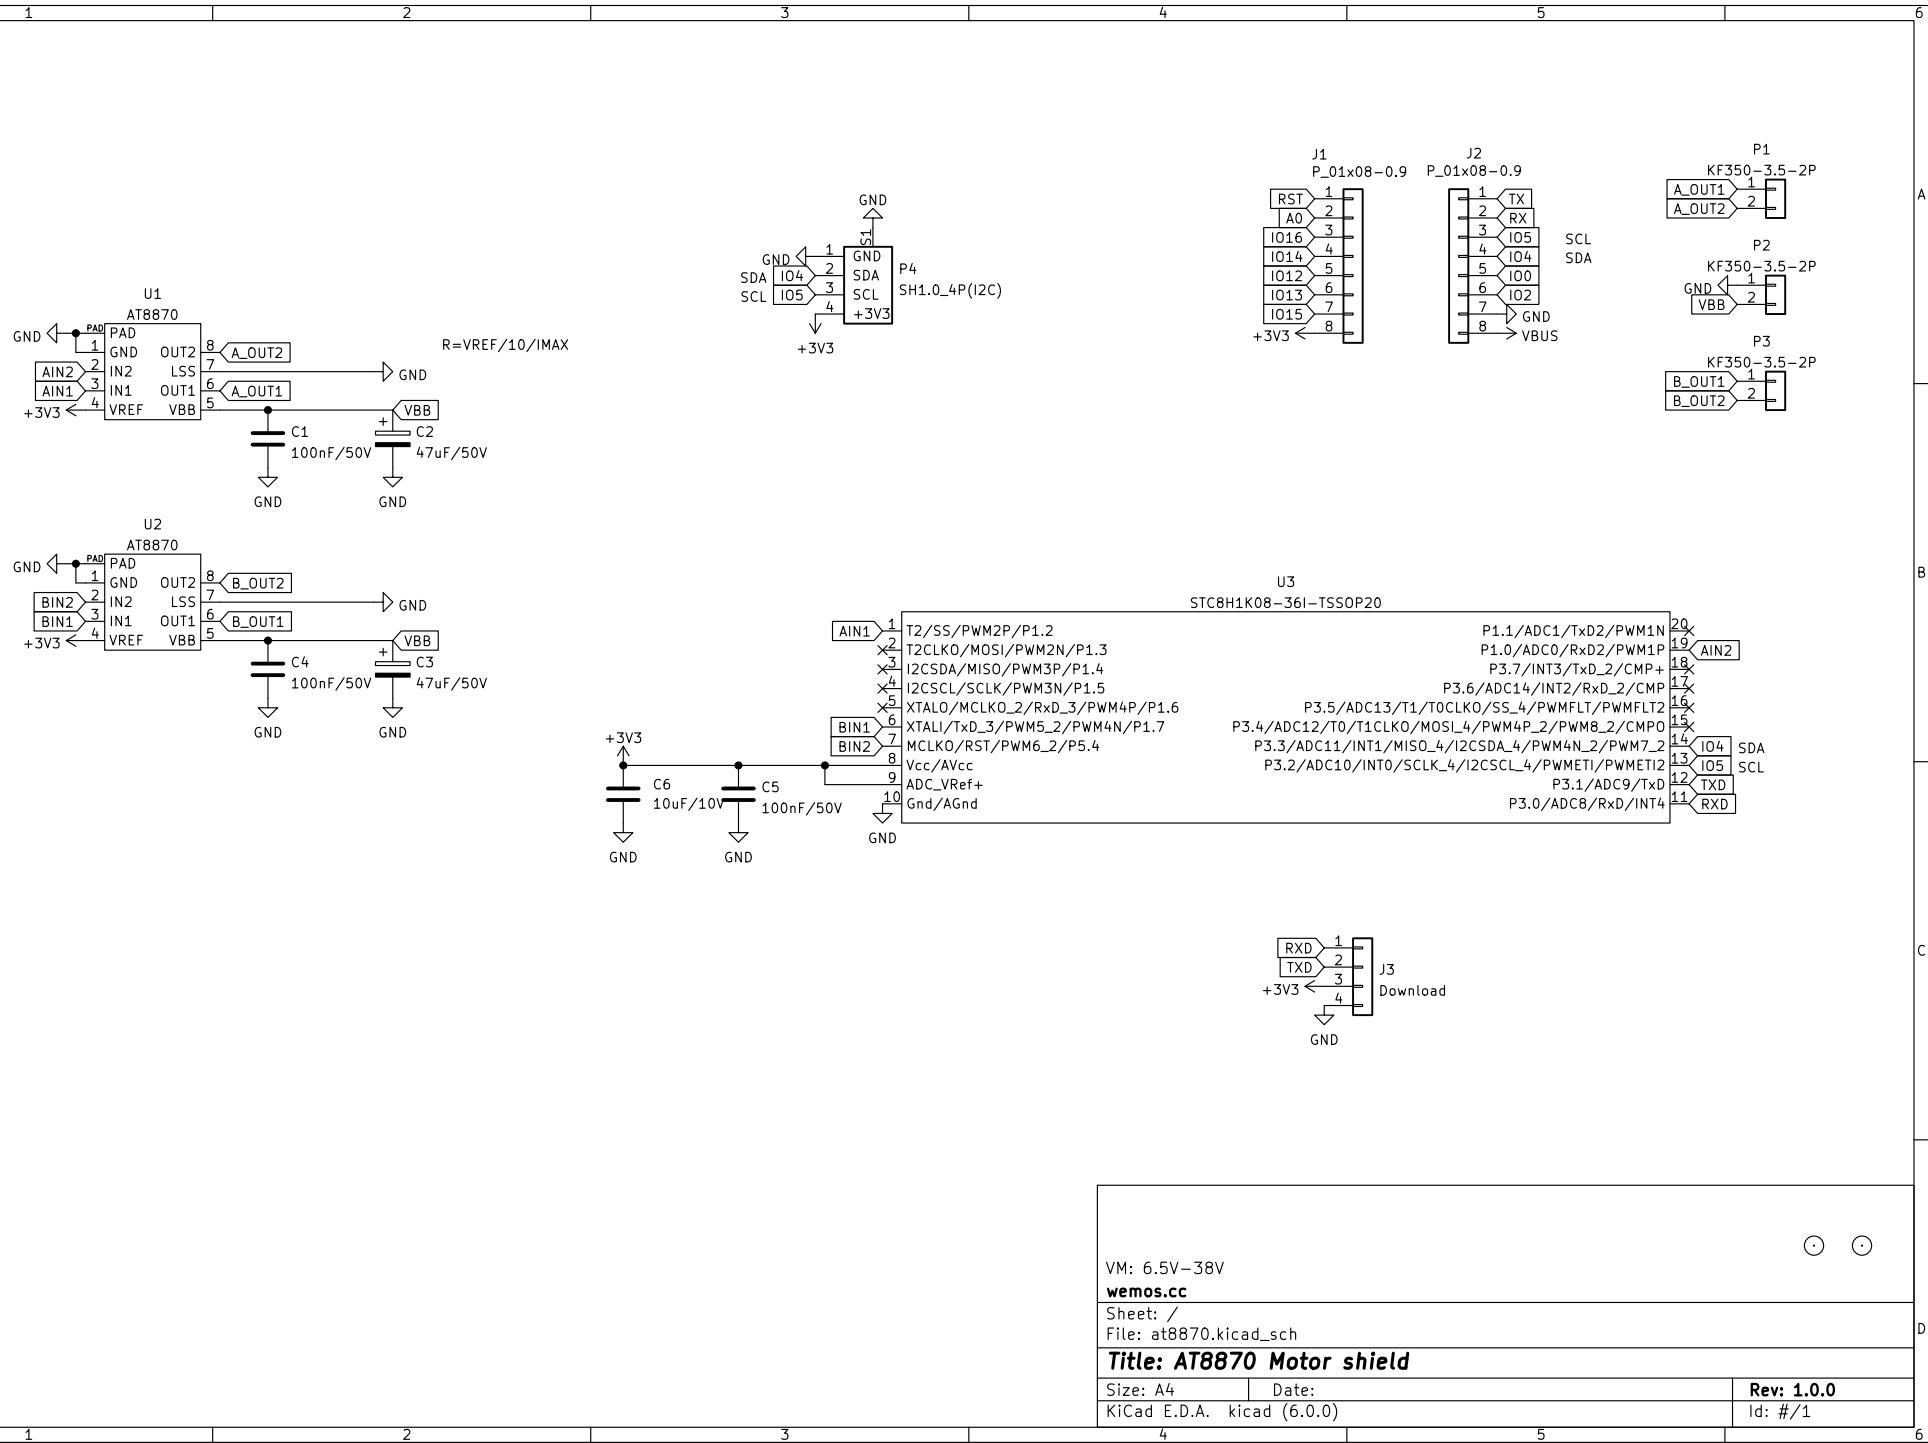 1 2 3 4 5 6
A
B
C
D
U1
AT8870
GND
PAD PAD
1 GND OUT2 8 A_OUT2
AIN2 2 IN2 LSS 7 GND
AIN1 3 IN1 OUT1 6 A_OUT1
+3V3 4 VREF VBB 5 VBB
R=VREF/10/IMAX
C1
100nF/50V
GND
+ C2
47uF/50V
GND
U2
AT8870
GND
PAD PAD
1 GND OUT2 8 B_OUT2
BIN2 2 IN2 LSS 7 GND
BIN1 3 IN1 OUT1 6 B_OUT1
+3V3 4 VREF VBB 5 VBB
C4
100nF/50V
GND
+ C3
47uF/50V
GND
GND
S1
GND 1 GND
SDA IO4 2 SDA
SCL IO5 3 SCL
4 +3V3
+3V3
P4
SH1.0_4P(I2C)
J1
P_01x08-0.9
RST 1
A0 2
IO16 3
IO14 4
IO12 5
IO13 6
IO15 7
+3V3 8
J2
P_01x08-0.9
1 TX
2 RX
3 IO5 SCL
4 IO4 SDA
5 IO0
6 IO2
7 GND
8 VBUS
P1
KF350-3.5-2P
A_OUT1 1
A_OUT2 2
P2
KF350-3.5-2P
GND 1
VBB 2
P3
KF350-3.5-2P
B_OUT1 1
B_OUT2 2
U3
STC8H1K08-36I-TSSOP20
AIN1 1 T2/SS/PWM2P/P1.2
2 T2CLKO/MOSI/PWM2N/P1.3
3 I2CSDA/MISO/PWM3P/P1.4
4 I2CSCL/SCLK/PWM3N/P1.5
5 XTALO/MCLKO_2/RxD_3/PWM4P/P1.6
BIN1 6 XTALI/TxD_3/PWM5_2/PWM4N/P1.7
BIN2 7 MCLKO/RST/PWM6_2/P5.4
8 Vcc/AVcc
9 ADC_VRef+
10 Gnd/AGnd
GND
P1.1/ADC1/TxD2/PWM1N 20
P1.0/ADC0/RxD2/PWM1P 19 AIN2
P3.7/INT3/TxD_2/CMP+ 18
P3.6/ADC14/INT2/RxD_2/CMP 17
P3.5/ADC13/T1/T0CLKO/SS_4/PWMFLT/PWMFLT2 16
P3.4/ADC12/T0/T1CLKO/MOSI_4/PWM4P_2/PWM8_2/CMPO 15
P3.3/ADC11/INT1/MISO_4/I2CSDA_4/PWM4N_2/PWM7_2 14 IO4 SDA
P3.2/ADC10/INT0/SCLK_4/I2CSCL_4/PWMETI/PWMETI2 13 IO5 SCL
P3.1/ADC9/TxD 12 TXD
P3.0/ADC8/RxD/INT4 11 RXD
+3V3
C6
10uF/10V
GND
C5
100nF/50V
GND
RXD 1
TXD 2
+3V3 3
4
GND
J3
Download
VM: 6.5V-38V
wemos.cc
Sheet: /
File: at8870.kicad_sch
Title: AT8870 Motor shield
Size: A4 Date: Rev: 1.0.0
KiCad E.D.A. kicad (6.0.0) Id: #/1
1 2 3 4 5 6